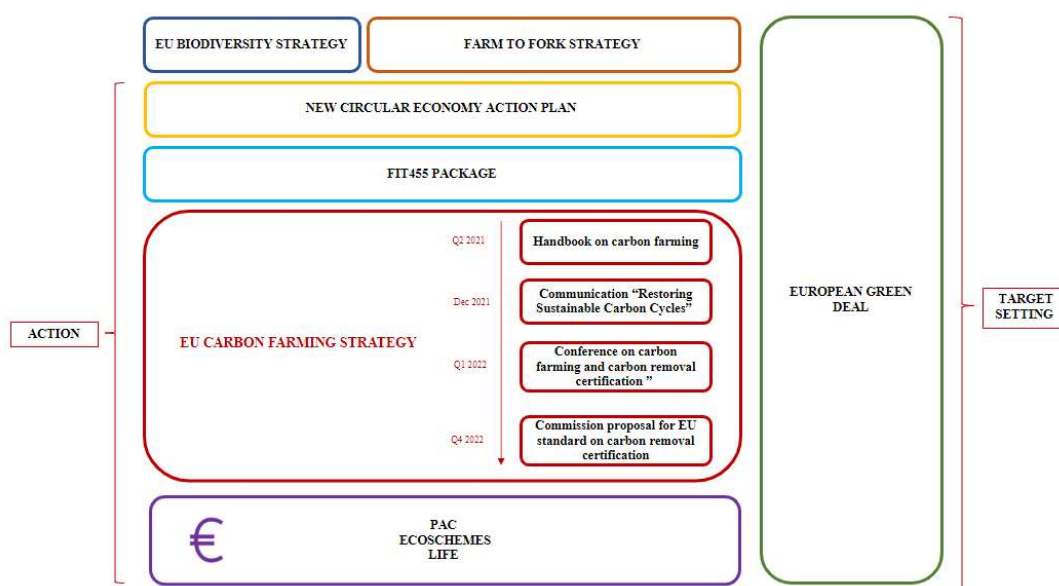 EU BIODIVERSITY STRATEGY
FARM TO FORK STRATEGY
NEW CIRCULAR ECONOMY ACTION PLAN
FIT455 PACKAGE
ACTION
EU CARBON FARMING STRATEGY
Q2 2021
Handbook on carbon farming
Dec 2021
Communication “Restoring
Sustainable Carbon Cycles”
Q1 2022
Conference on carbon
farming and carbon removal
certification ”
Q4 2022
Commission proposal for EU
standard on carbon removal
certification
€
PAC
ECOSCHEMES
LIFE
EUROPEAN GREEN
DEAL
TARGET
SETTING